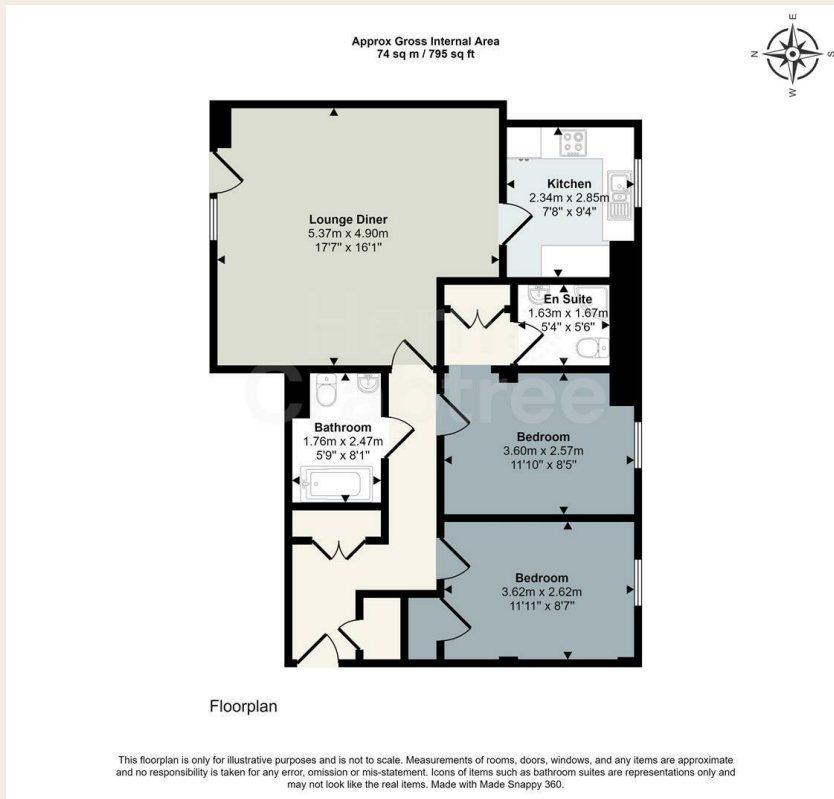 Approx Gross Internal Area
74 sq m / 795 sq ft
E
N
S
W
Kitchen
2.34m x 2.85m
7'8" x 9'4"
Lounge Diner
5.37m x 4.90m
17'7" x 16'1"
En Suite
1.63m x 1.67m
5'4" x 5'6"
Crabtree
Bathroom
1.76m x 2.47m
5'9" x 8'1"
Bedroom
3.60m x 2.57m
11'10" x 8'5"
Bedroom
3.62m x 2.62m
11'11" x 8'7"
Floorplan
This floorplan is only for illustrative purposes and is not to scale. Measurements of rooms, doors, windows, and any items are approximate
and no responsibility is taken for any error, omission or mis-statement. Icons of items such as bathroom suites are representations only and
may not look like the real items. Made with Made Snappy 360.